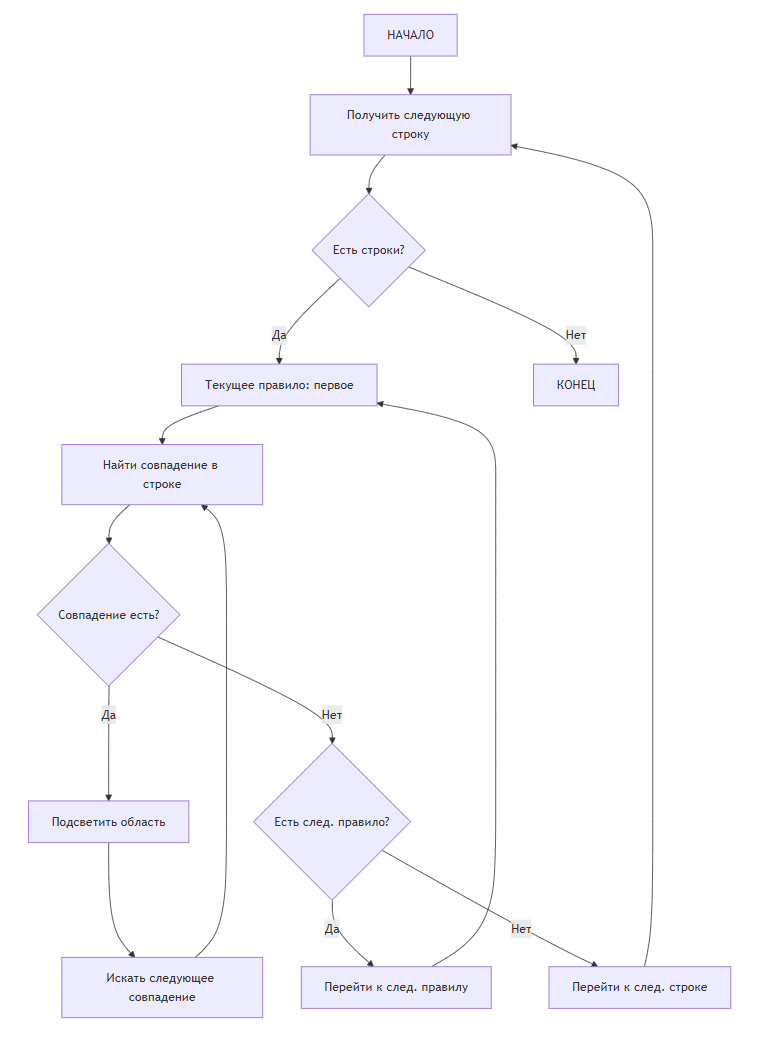 НАЧАЛО
Получить следующую
строку
Есть строки?
Да
Нет
Текущее правило: первое
КОНЕЦ
Найти совпадение в
строке
Совпадение есть?
Да
Нет
Подсветить область
Есть след. правило?
Да
Нет
Искать следующее
совпадение
Перейти к след. правилу
Перейти к след. строке